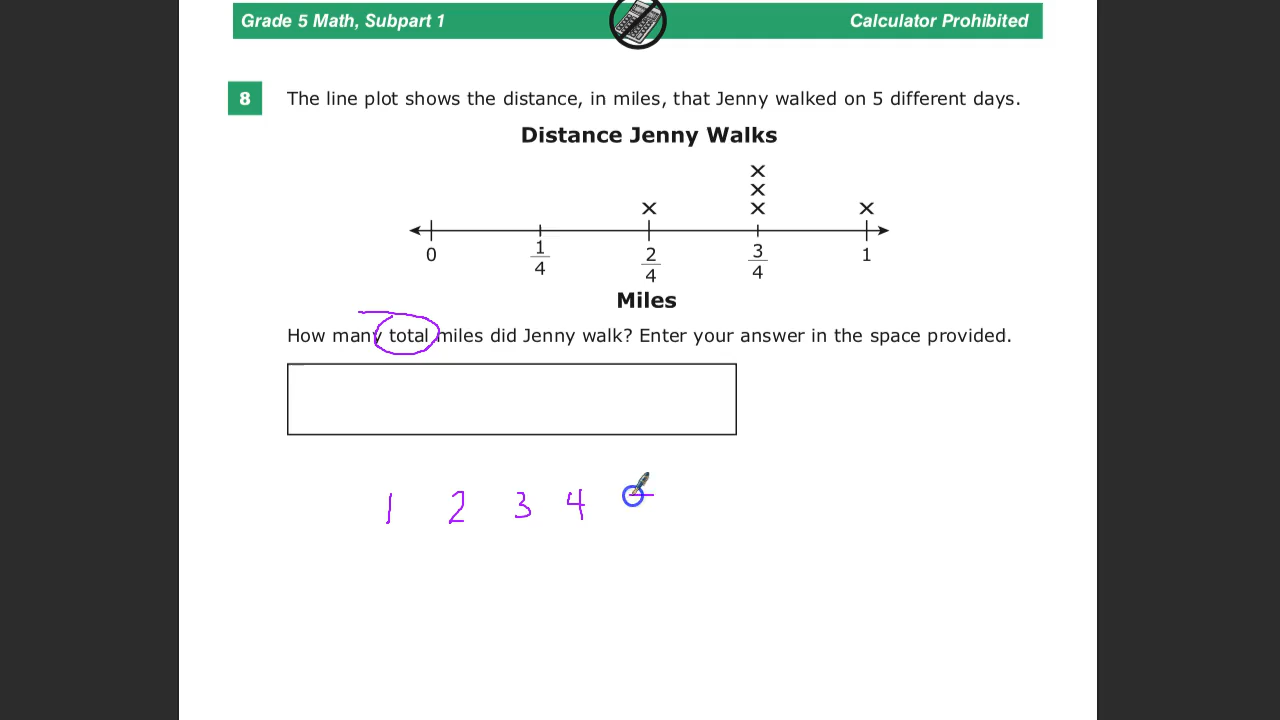 Grade 5 Math, Subpart 1 Calculator Prohibited
8 The line plot shows the distance, in miles, that Jenny walked on 5 different days.
Distance Jenny Walks
X
X
X X X
0 1/4 2/4 3/4 1
Miles
How many total miles did Jenny walk? Enter your answer in the space provided.
1 2 3 4